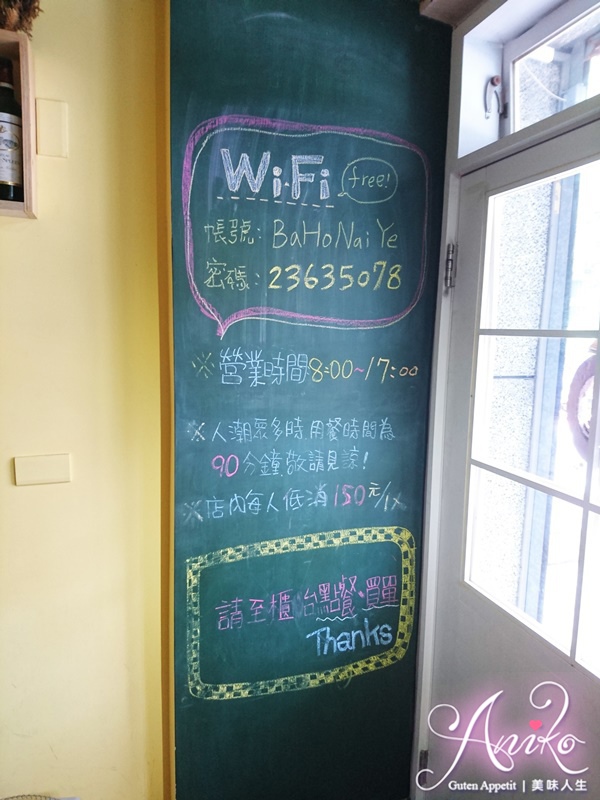 WiFi free!
帳號：BaHoNaiYe
密碼：23635078
※營業時間8:00~17:00
※人潮眾多時,用餐時間為
90分鐘,敬請見諒!
※店內每人低消150元/1人
請至櫃台點餐、買單
Thanks
Aniko
Guten Appetit | 美味人生